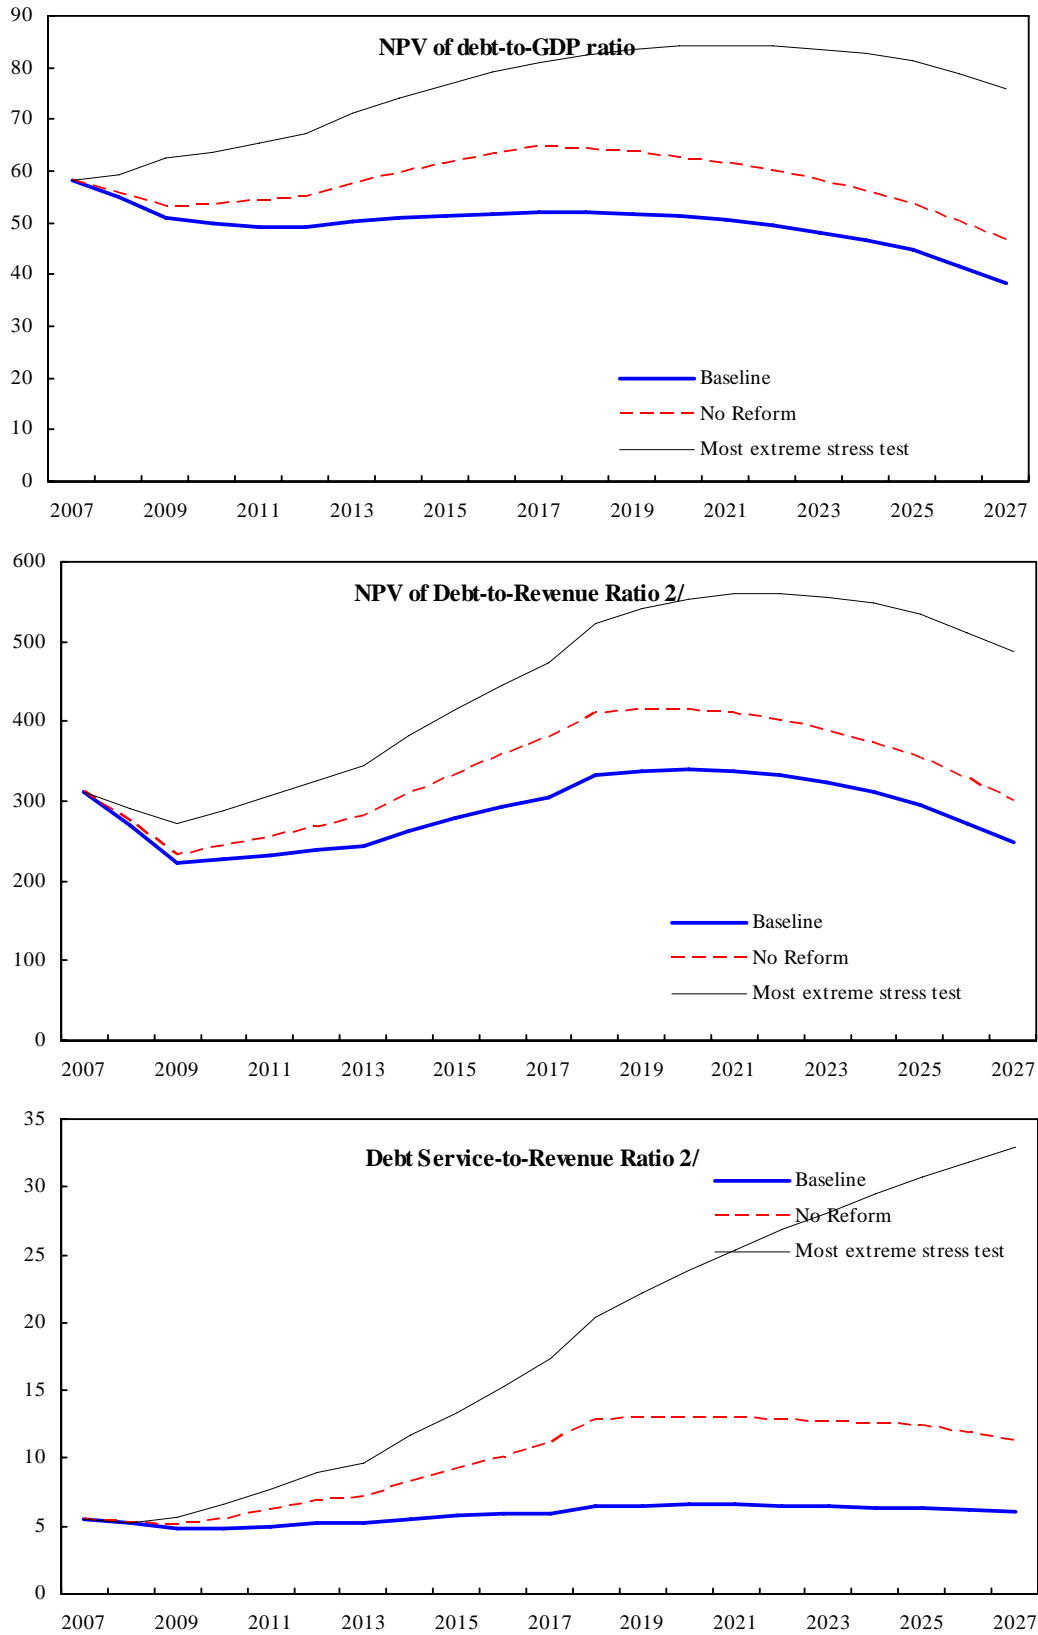 90
NPV of debt-to-GDP ratio
80
70
60
50
40
30
20
Baseline
No Reform
10
Most extreme stress test
0
2007 2009 2011 2013 2015 2017 2019 2021 2023 2025 2027
600
NPV of Debt-to-Revenue Ratio 2/
500
400
300
200
Baseline
No Reform
100
Most extreme stress test
0
2007 2009 2011 2013 2015 2017 2019 2021 2023 2025 2027
35
Debt Service-to-Revenue Ratio 2/
Baseline
30
No Reform
Most extreme stress test
25
20
15
10
5
0
2007 2009 2011 2013 2015 2017 2019 2021 2023 2025 2027